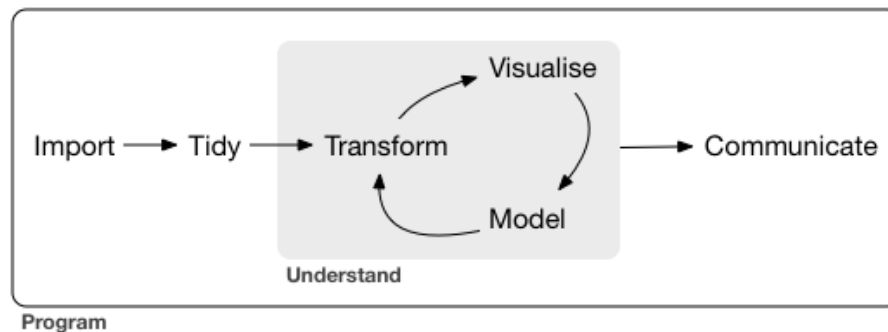 Visualise
Import
Tidy
Transform
Communicate
Model
Understand
Program